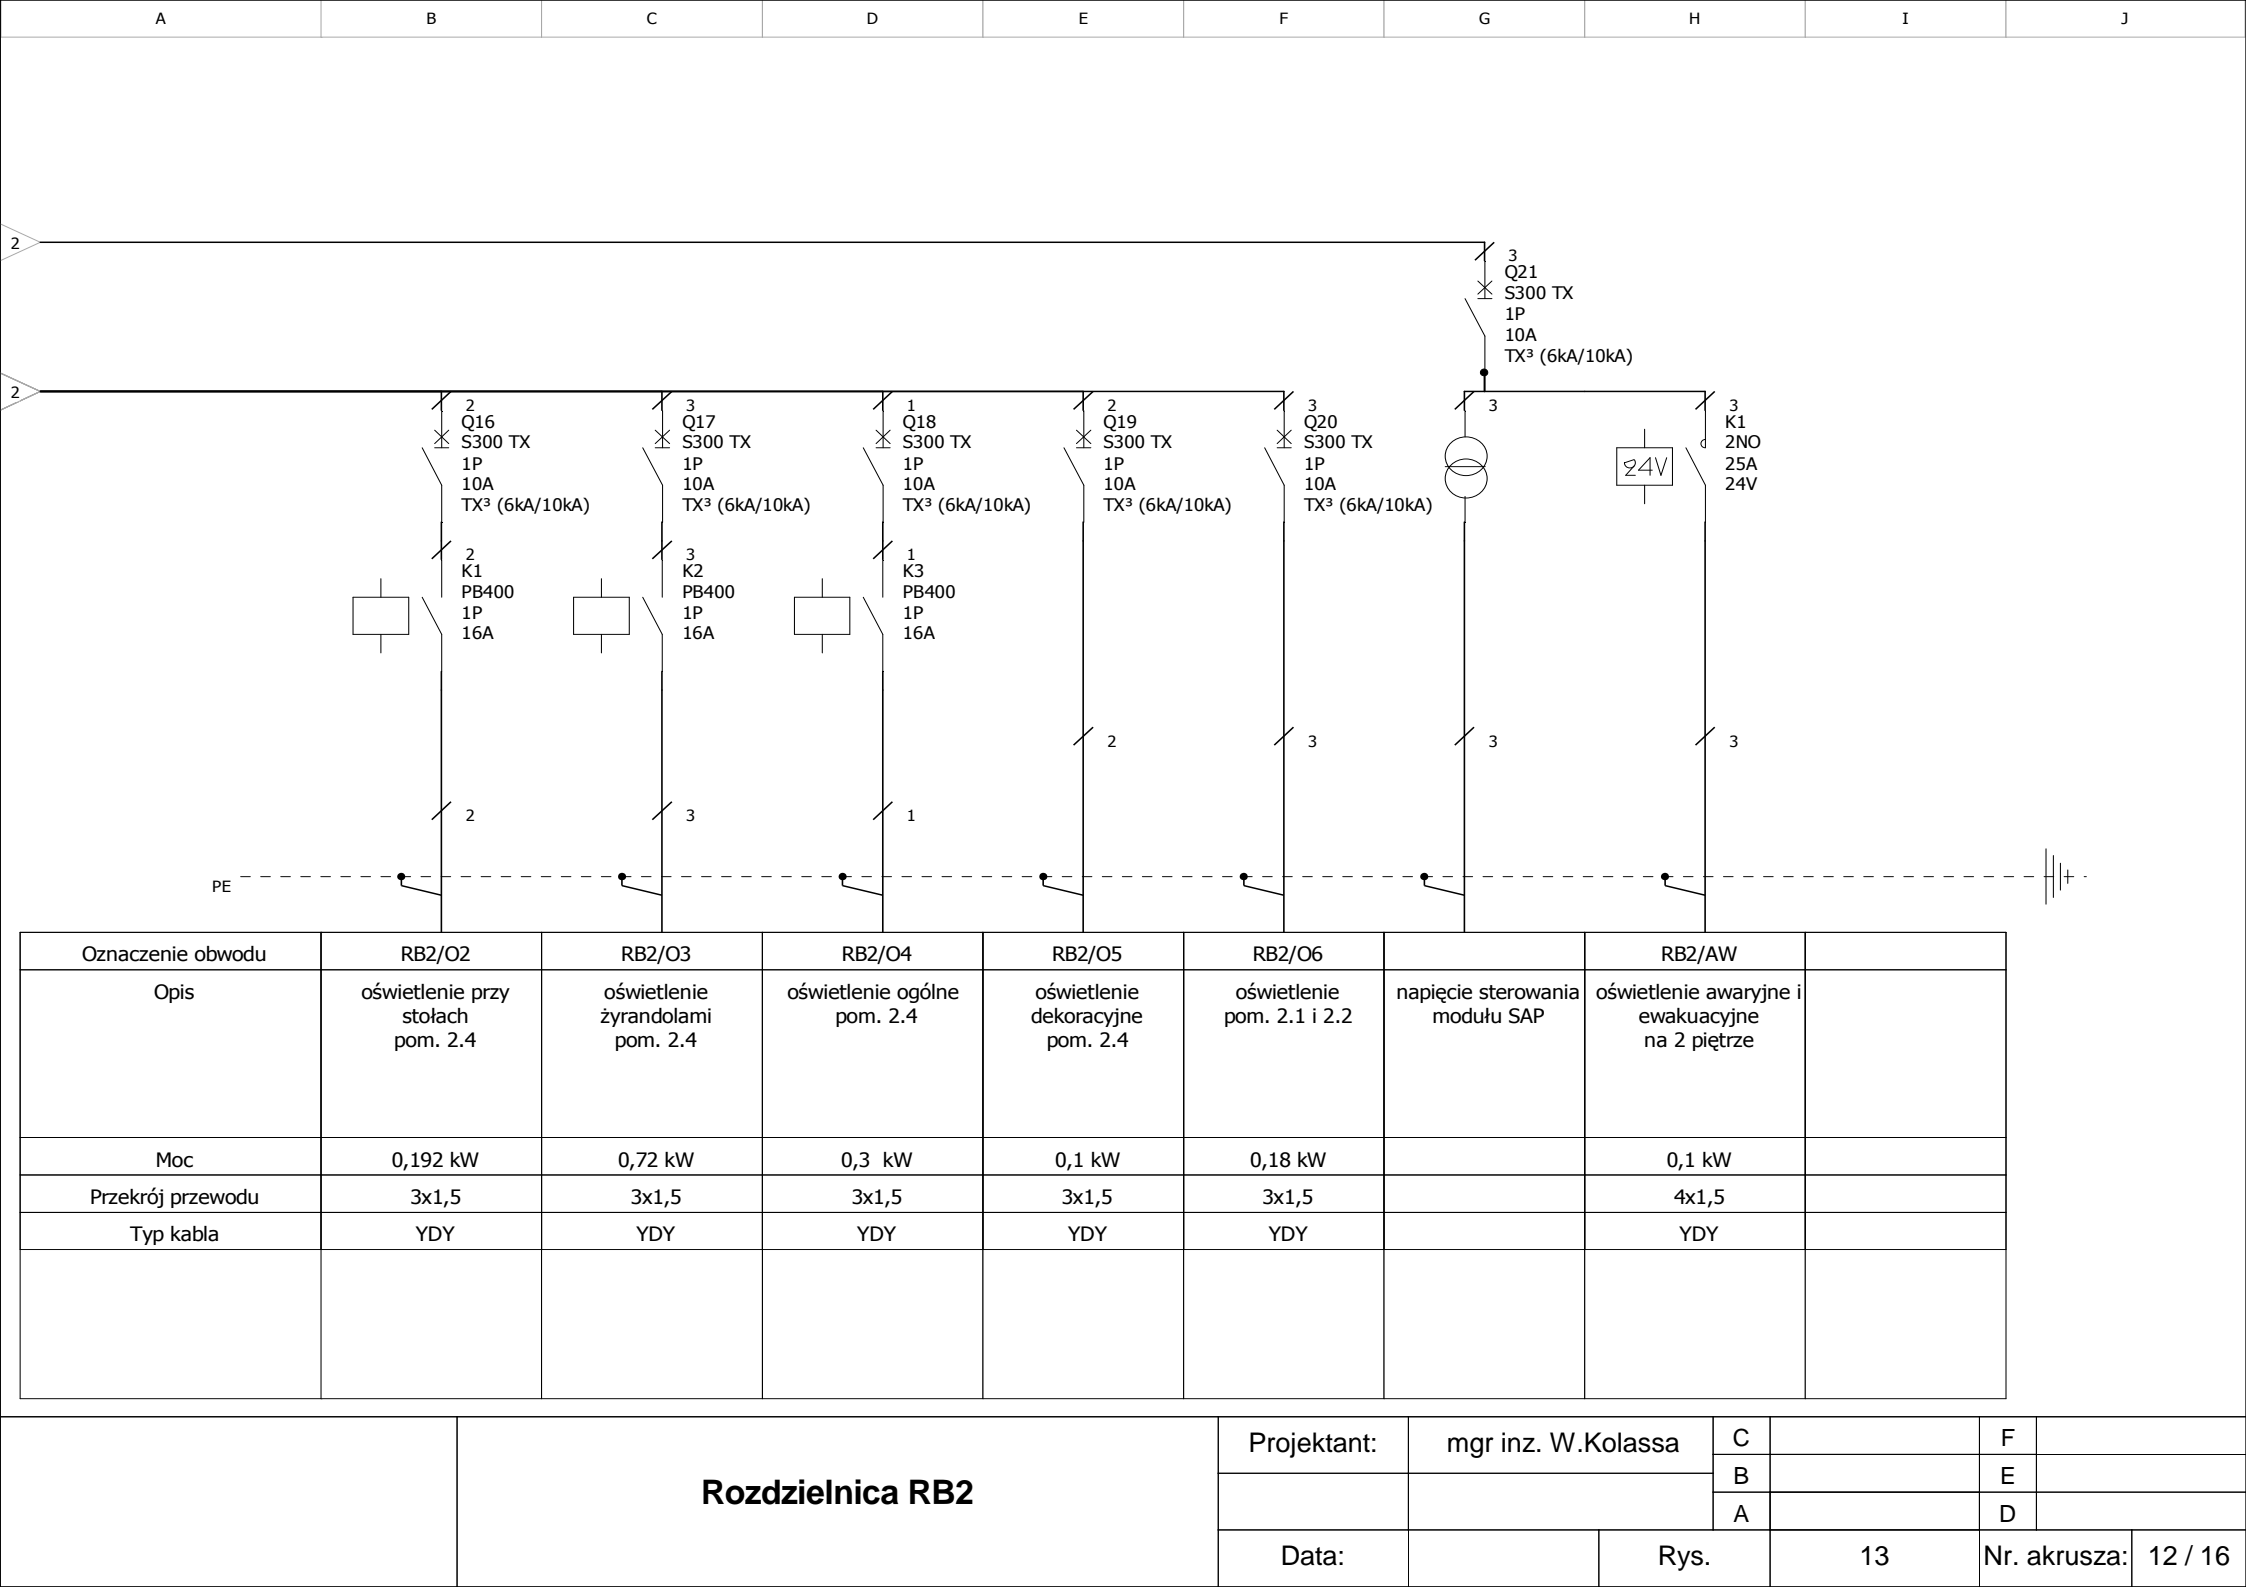 A B C D E F G H I J
2
3
Q21
S300 TX
1P
10A
TX³ (6kA/10kA)
2
2
Q16
S300 TX
1P
10A
TX³ (6kA/10kA)
3
Q17
S300 TX
1P
10A
TX³ (6kA/10kA)
1
Q18
S300 TX
1P
10A
TX³ (6kA/10kA)
2
Q19
S300 TX
1P
10A
TX³ (6kA/10kA)
3
Q20
S300 TX
1P
10A
TX³ (6kA/10kA)
3
24V
3
K1
2NO
25A
24V
2
K1
PB400
1P
16A
3
K2
PB400
1P
16A
1
K3
PB400
1P
16A
2 3 3 3
2 3 1
PE
Oznaczenie obwodu RB2/O2 RB2/O3 RB2/O4 RB2/O5 RB2/O6 RB2/AW
Opis
oświetlenie przy
stołach
pom. 2.4
oświetlenie
żyrandolami
pom. 2.4
oświetlenie ogólne
pom. 2.4
oświetlenie
dekoracyjne
pom. 2.4
oświetlenie
pom. 2.1 i 2.2
napięcie sterowania
modułu SAP
oświetlenie awaryjne i
ewakuacyjne
na 2 piętrze
Moc 0,192 kW 0,72 kW 0,3 kW 0,1 kW 0,18 kW 0,1 kW
Przekrój przewodu 3x1,5 3x1,5 3x1,5 3x1,5 3x1,5 4x1,5
Typ kabla YDY YDY YDY YDY YDY YDY
Rozdzielnica RB2
Projektant: mgr inz. W.Kolassa C F
B E
A D
Data: Rys. 13 Nr. akrusza: 12 / 16